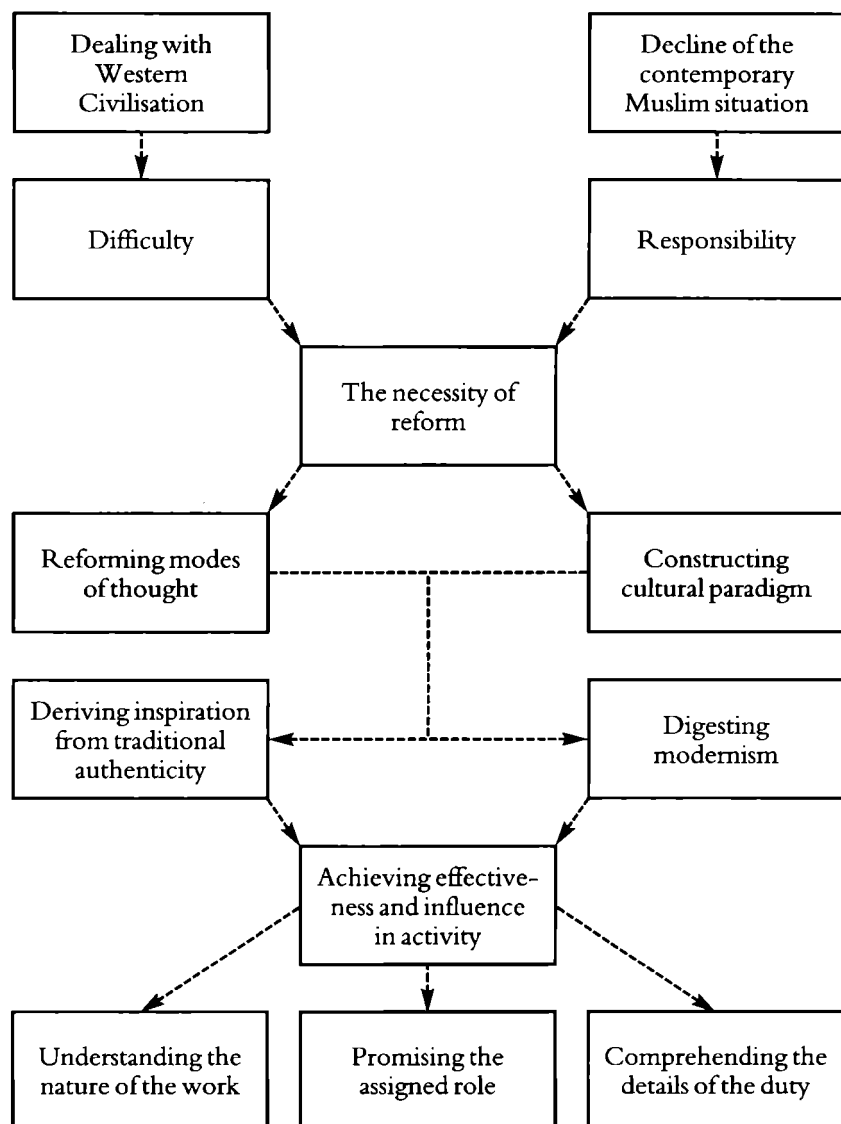 Dealing with
Western
Civilisation
Decline of the
contemporary
Muslim situation
Difficulty
Responsibility
The necessity of
reform
Reforming modes
of thought
Constructing
cultural paradigm
Deriving inspiration
from traditional
authenticity
Digesting
modernism
Achieving effective-
ness and influence
in activity
Understanding the
nature of the work
Promising the
assigned role
Comprehending the
details of the duty